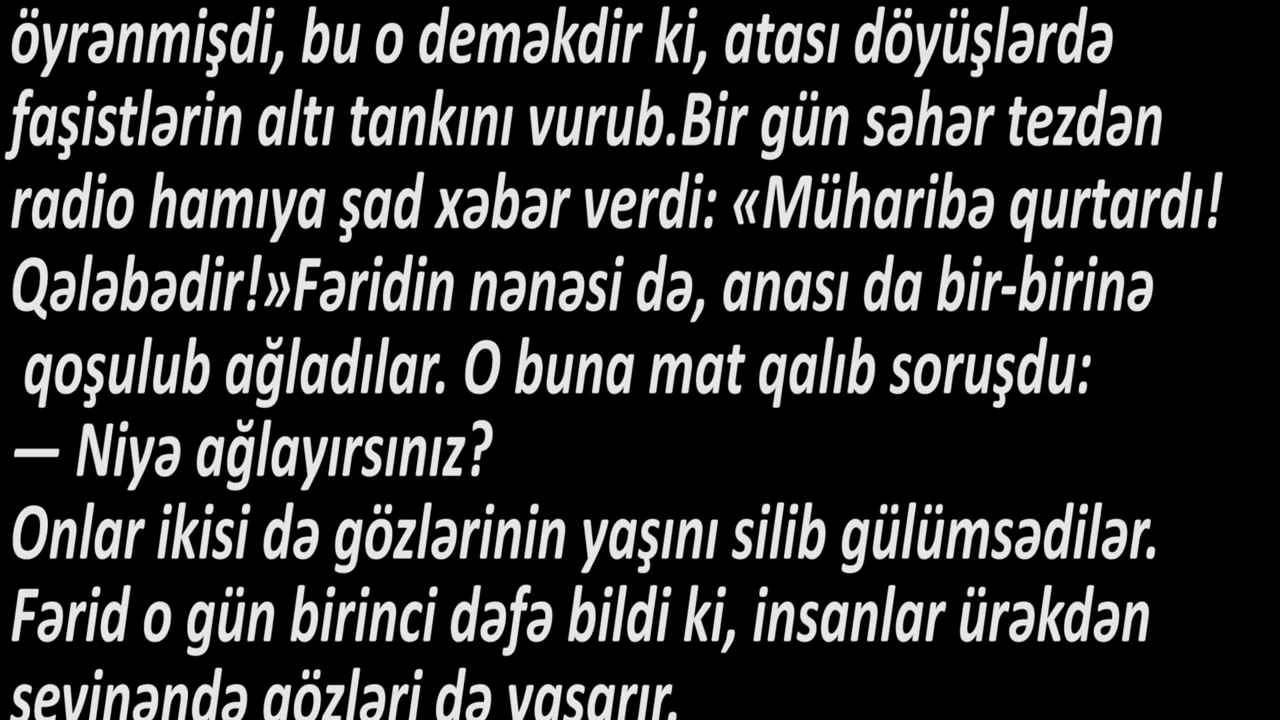 öyrənmişdi, bu o deməkdir ki, atası döyüşlərdə
faşistlərin altı tankını vurub.Bir gün səhər tezdən
radio hamıya şad xəbər verdi: «Müharibə qurtardı!
Qələbədir!»Fəridin nənəsi də, anası da bir-birinə
qoşulub ağladılar. O buna mat qalıb soruşdu:
— Niyə ağlayırsınız?
Onlar ikisi də gözlərinin yaşını silib gülümsədilər.
Fərid o gün birinci dəfə bildi ki, insanlar ürəkdən
sevinəndə gözləri də yaşarır.